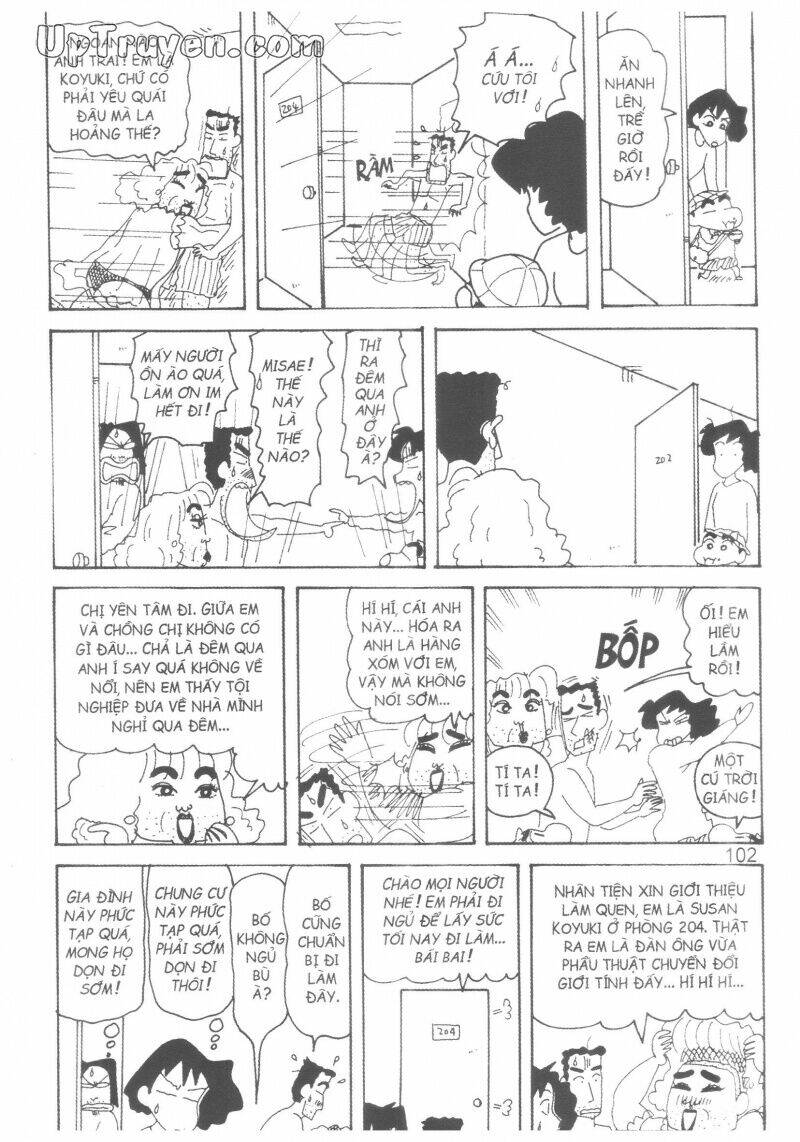 UpTruyen.com
ĂN
NHANH
LÊN,
TRỄ
GIỜ
RỒI
ĐẤY!
Á Á...
CỨU TÔI
VỚI!
204
RẦM
NGOAN
ANH TRAI! EM LÀ
KOYUKI, CHỨ CÓ
PHẢI YÊU QUÁI
ĐÂU MÀ LA
HOẢNG THẾ?
202
THÌ
RA
ĐÊM
QUA
ANH
Ở
ĐÂY
À?
MISAE!
THẾ
NÀY
LÀ
THẾ
NÀO?
MẤY NGƯỜI
ỒN ÀO QUÁ,
LÀM ƠN IM
HẾT ĐI!
ỐI! EM
HIỂU
LẦM
RỒI!
BỐP
MỘT
CÚ TRỜI
GIÁNG!
TÍ TA!
TÍ TA!
HÍ HÍ, CÁI ANH
NÀY... HÓA RA
ANH LÀ HÀNG
XÓM VỚI EM,
VẬY MÀ KHÔNG
NÓI SỚM...
CHỊ YÊN TÂM ĐI. GIỮA EM
VÀ CHỒNG CHỊ KHÔNG CÓ
GÌ ĐÂU... CHẢ LÀ ĐÊM QUA
ANH Í SAY QUÁ KHÔNG VỀ
NỔI, NÊN EM THẤY TỘI
NGHIỆP ĐƯA VỀ NHÀ MÌNH
NGHỈ QUA ĐÊM...
102
NHÂN TIỆN XIN GIỚI THIỆU
LÀM QUEN, EM LÀ SUSAN
KOYUKI Ở PHÒNG 204. THẬT
RA EM LÀ ĐÀN ÔNG VỪA
PHẪU THUẬT CHUYỂN ĐỔI
GIỚI TÍNH ĐẤY... HÍ HÍ HÍ...
CHÀO MỌI NGƯỜI
NHÉ! EM PHẢI ĐI
NGỦ ĐỂ LẤY SỨC
TỐI NAY ĐI LÀM...
BÁI BAI!
204
BỐ
CŨNG
CHUẨN
BỊ ĐI
LÀM
ĐÂY.
BỐ
KHÔNG
NGỦ BÙ
À?
CHUNG CƯ
NÀY PHỨC
TẠP QUÁ,
PHẢI SỚM
DỌN ĐI
THÔI!
GIA ĐÌNH
NÀY PHỨC
TẠP QUÁ,
MONG HỌ
DỌN ĐI
SỚM!